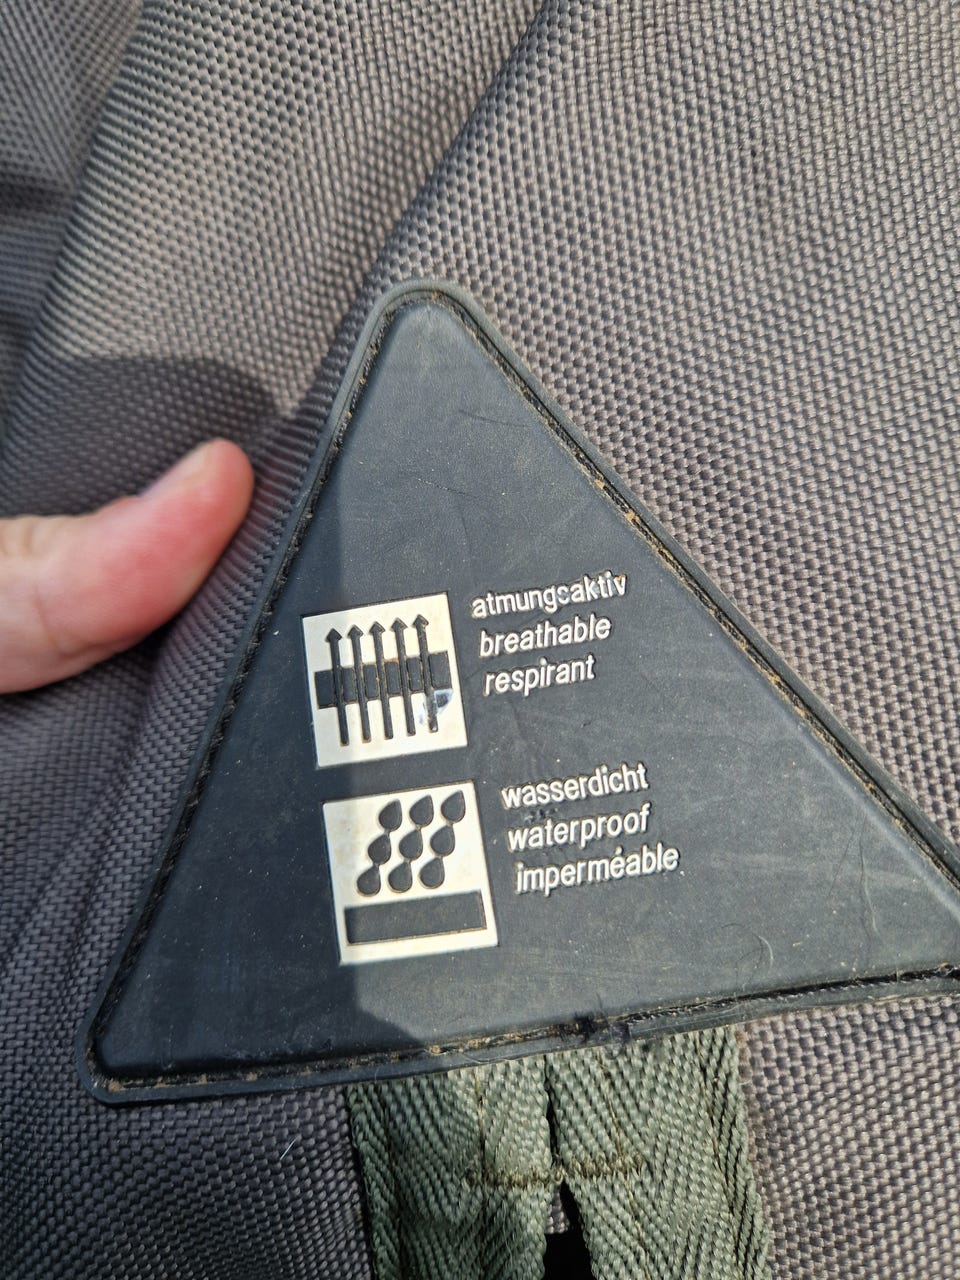 atmungsaktiv
breathable
respirant
wasserdicht
waterproof
imperméable